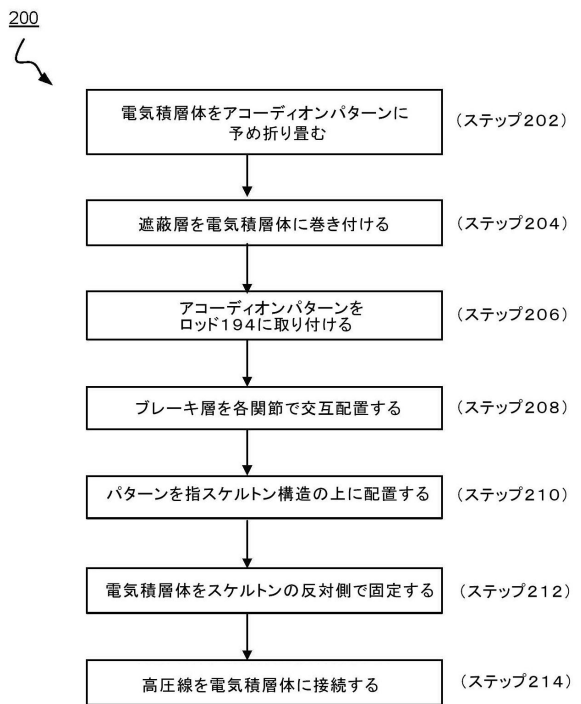 200
電気積層体をアコーディオンパターンに
予め折り畳む
(ステップ202)
遮蔽層を電気積層体に巻き付ける
(ステップ204)
アコーディオンパターンを
ロッド194に取り付ける
(ステップ206)
ブレーキ層を各関節で交互配置する
(ステップ208)
パターンを指スケルトン構造の上に配置する
(ステップ210)
電気積層体をスケルトンの反対側で固定する
(ステップ212)
高圧線を電気積層体に接続する
(ステップ214)